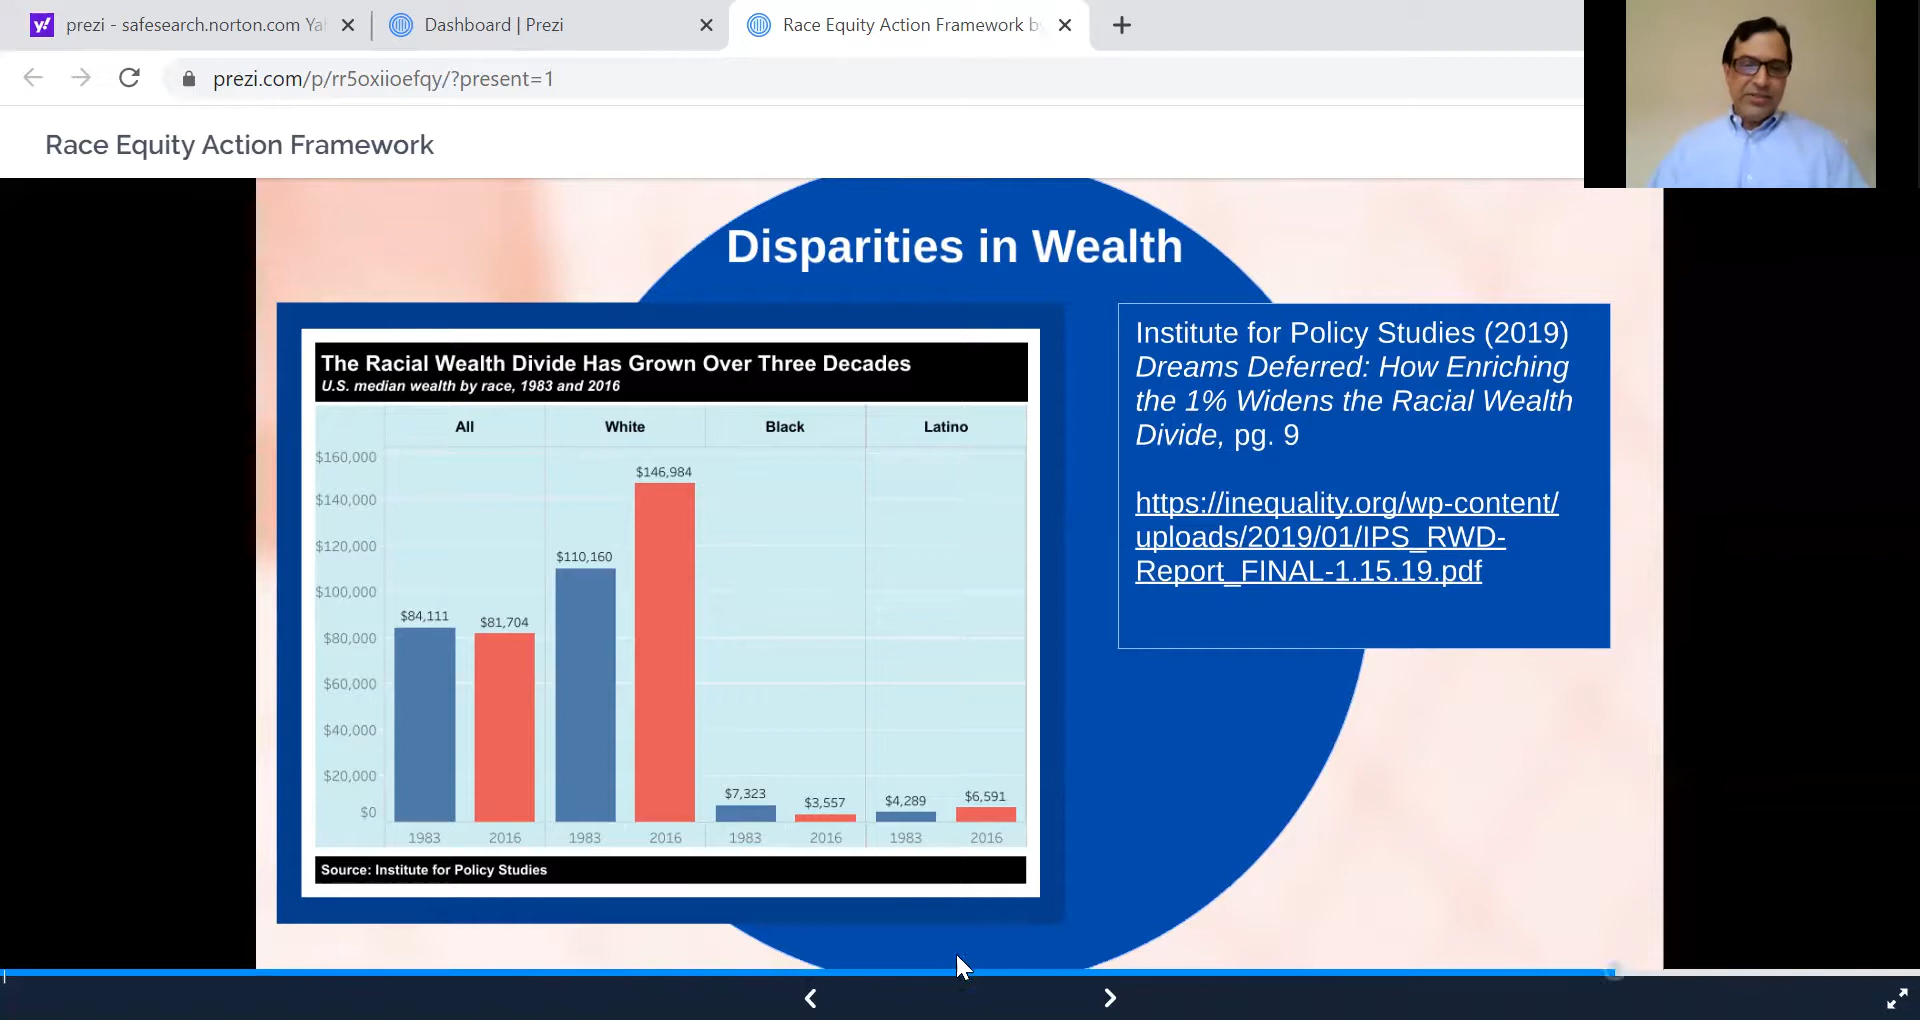 prezi - safesearch.norton.com Ya
Dashboard | Prezi
Race Equity Action Framework b
prezi.com/p/rr5oxiioefqy/?present=1
Race Equity Action Framework
Disparities in Wealth
The Racial Wealth Divide Has Grown Over Three Decades
U.S. median wealth by race, 1983 and 2016
All White Black Latino
$160,000
$140,000
$120,000
$100,000
$80,000
$60,000
$40,000
$20,000
$0
$84,111
$81,704
$110,160
$146,984
$7,323
$3,557
$4,289
$6,591
1983 2016 1983 2016 1983 2016 1983 2016
Source: Institute for Policy Studies
Institute for Policy Studies (2019)
Dreams Deferred: How Enriching
the 1% Widens the Racial Wealth
Divide, pg. 9
https://inequality.org/wp-content/
uploads/2019/01/IPS_RWD-
Report_FINAL-1.15.19.pdf